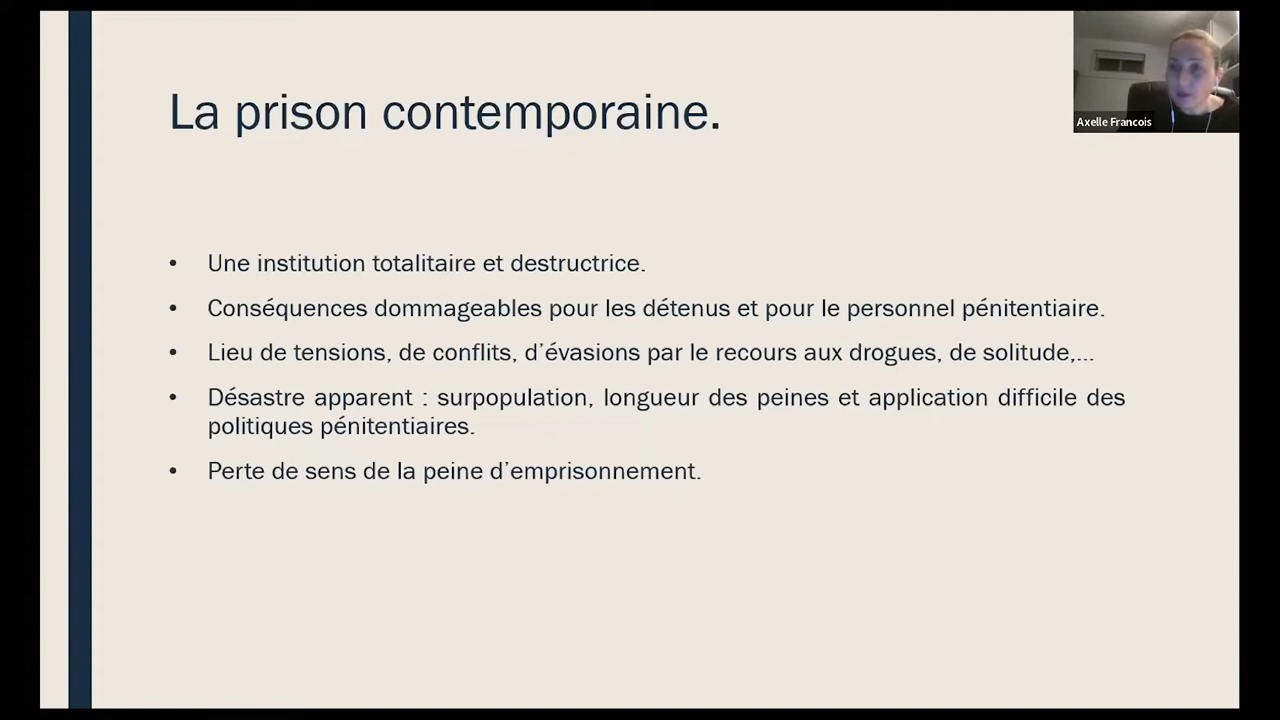 La prison contemporaine.
Axelle Francois
• Une institution totalitaire et destructrice.
• Conséquences dommageables pour les détenus et pour le personnel pénitentiaire.
• Lieu de tensions, de conflits, d’évasions par le recours aux drogues, de solitude,...
• Désastre apparent : surpopulation, longueur des peines et application difficile des
politiques pénitentiaires.
• Perte de sens de la peine d’emprisonnement.